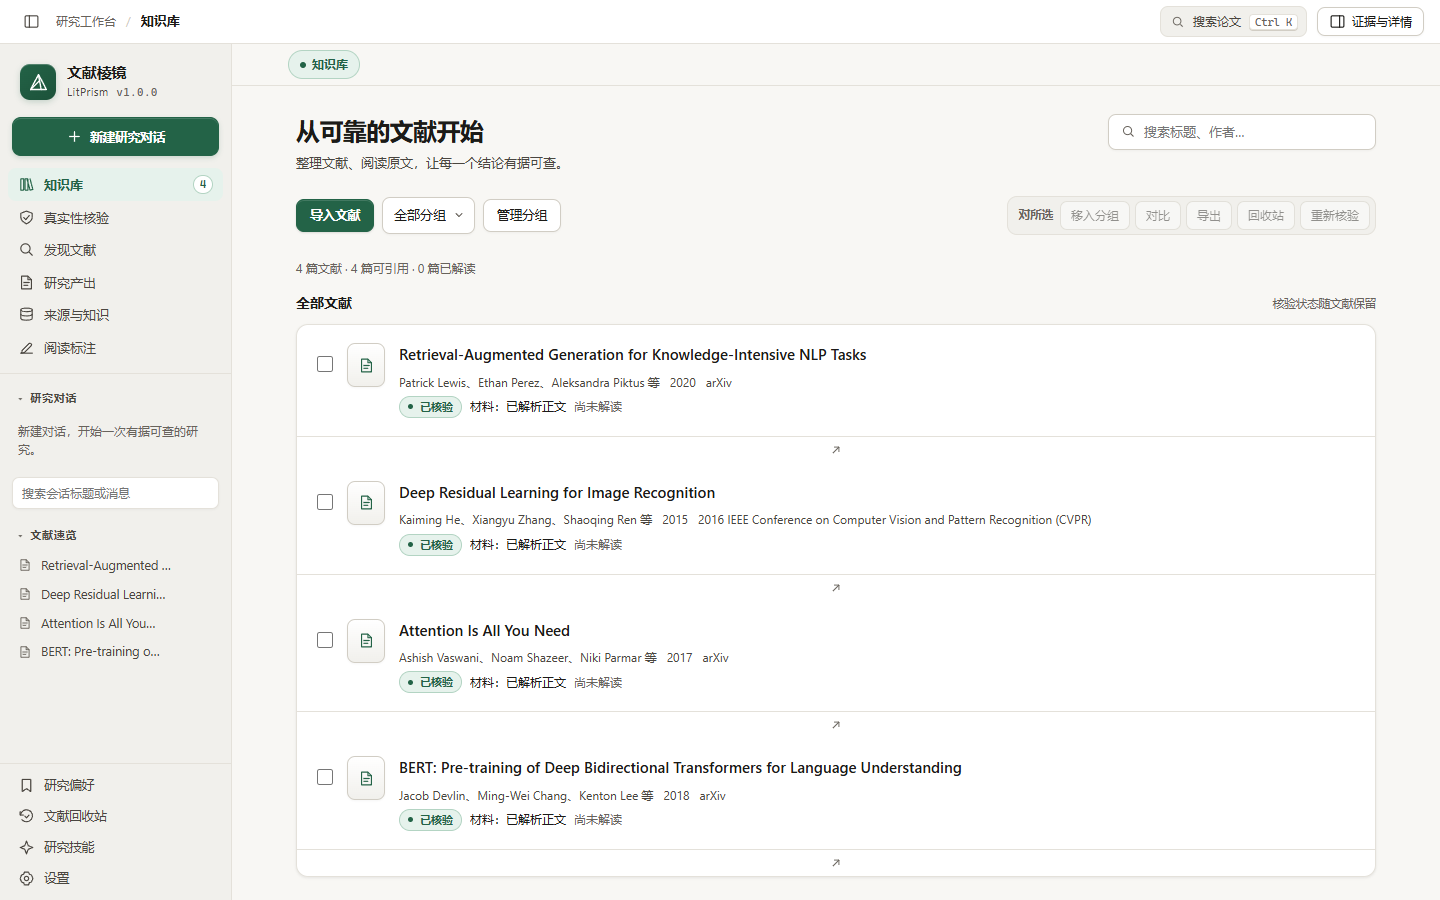 研究工作台 / 知识库
搜索论文 Ctrl K
证据与详情
文献棱镜
LitPrism v1.0.0
新建研究对话
知识库 4
真实性核验
发现文献
研究产出
来源与知识
阅读标注
研究对话
新建对话，开始一次有据可查的研
究。
搜索会话标题或消息
文献速览
Retrieval-Augmented ...
Deep Residual Learni...
Attention Is All You...
BERT: Pre-training o...
研究偏好
文献回收站
研究技能
设置
知识库
从可靠的文献开始
整理文献、阅读原文，让每一个结论有据可查。
搜索标题、作者...
导入文献 全部分组 管理分组
对所选 移入分组 对比 导出 回收站 重新核验
4 篇文献 · 4 篇可引用 · 0 篇已解读
全部文献
核验状态随文献保留
Retrieval-Augmented Generation for Knowledge-Intensive NLP Tasks
Patrick Lewis、Ethan Perez、Aleksandra Piktus 等 2020 arXiv
已核验 材料：已解析正文 尚未解读
Deep Residual Learning for Image Recognition
Kaiming He、Xiangyu Zhang、Shaoqing Ren 等 2015 2016 IEEE Conference on Computer Vision and Pattern Recognition (CVPR)
已核验 材料：已解析正文 尚未解读
Attention Is All You Need
Ashish Vaswani、Noam Shazeer、Niki Parmar 等 2017 arXiv
已核验 材料：已解析正文 尚未解读
BERT: Pre-training of Deep Bidirectional Transformers for Language Understanding
Jacob Devlin、Ming-Wei Chang、Kenton Lee 等 2018 arXiv
已核验 材料：已解析正文 尚未解读